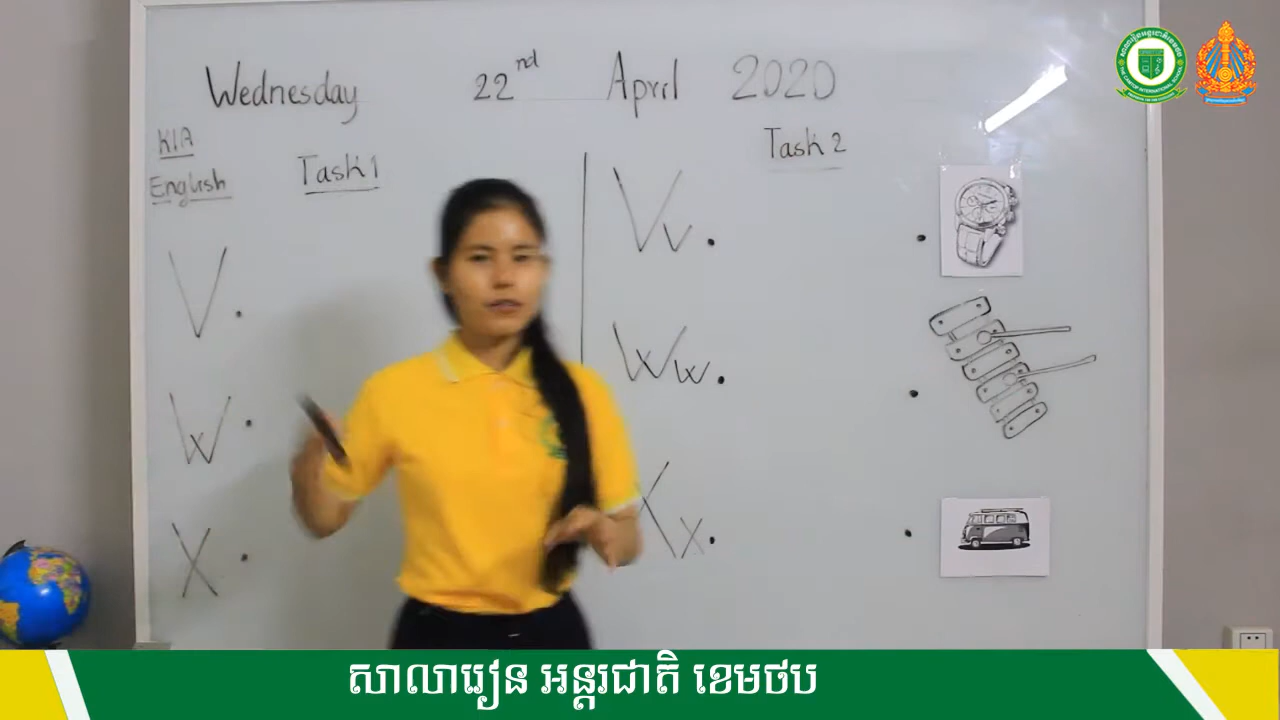 Wednesday 22nd April 2020
K1A
English
Task 1
Task 2
V
W
X
Vv
Ww
Xx
សាលារៀន អន្តរជាតិ ខេមថប